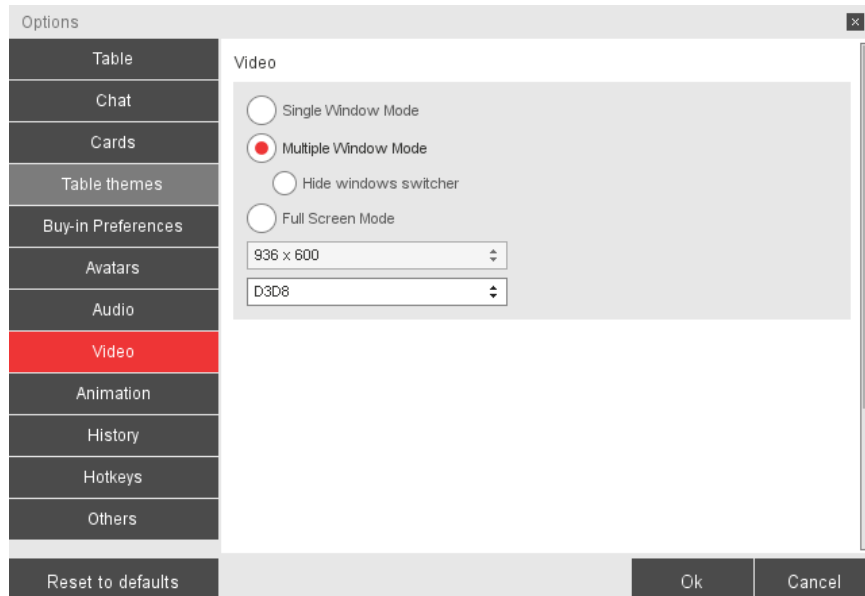 Options
Table
Chat
Cards
Table themes
Buy-in Preferences
Avatars
Audio
Video
Animation
History
Hotkeys
Others
Reset to defaults
Video
Single Window Mode
Multiple Window Mode
Hide windows switcher
Full Screen Mode
936 x 600
D3D8
Ok
Cancel